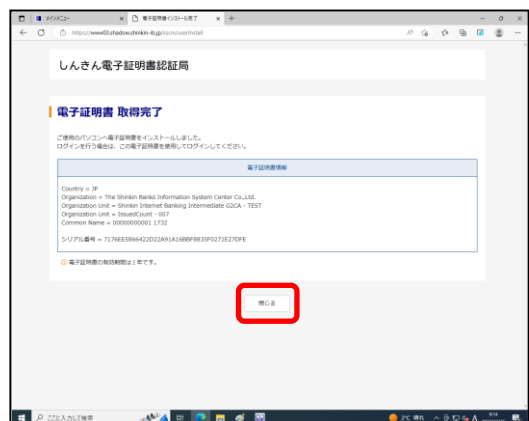 メインメニュー
電子証明書インストール完了
https://www03.shadow.shinkin-ib.jp/
しんきん電子証明書認証局
電子証明書 取得完了
ご使用のパソコンへ電子証明書をインストールしました。
ログインを行う場合は、この電子証明書を使用してログインしてください。
電子証明書情報
Country = JP
Organization = The Shinkin Banks Information System Center Co.,Ltd.
Organization Unit = Shinkin Internet Banking Intermediate G2CA - TEST
Organization Unit = IssuedCount - 007
Common Name = 00000000001 1732
シリアル番号 = 7176EE5866422D22A91A16BBF8835F0271E27DFE
電子証明書の有効期間は1年です。
閉じる
ここに入力して検索
2℃ 晴れ
A